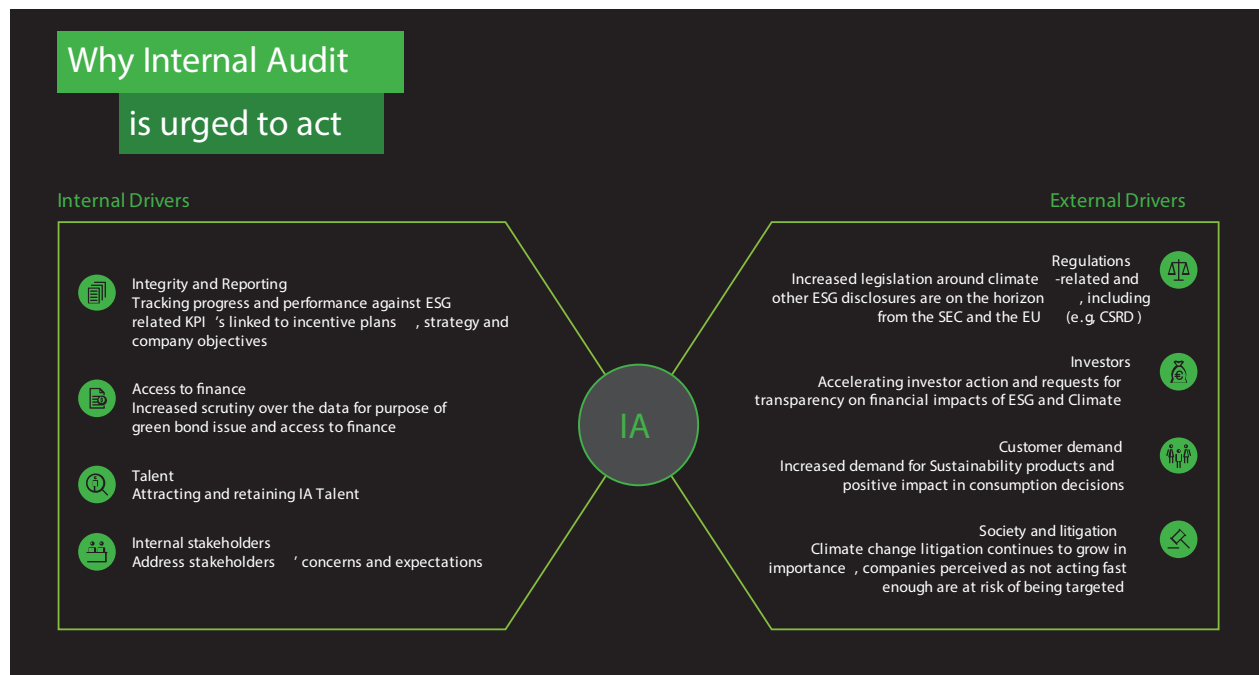 Why Internal Audit
is urged to act
Internal Drivers
Integrity and Reporting
Tracking progress and performance against ESG
related KPI 's linked to incentive plans , strategy and
company objectives
Access to finance
Increased scrutiny over the data for purpose of
green bond issue and access to finance
Talent
Attracting and retaining IA Talent
Internal stakeholders
Address stakeholders ' concerns and expectations
IA
External Drivers
Regulations
Increased legislation around climate -related and
other ESG disclosures are on the horizon , including
from the SEC and the EU (e.g, CSRD )
Investors
Accelerating investor action and requests for
transparency on financial impacts of ESG and Climate
Customer demand
Increased demand for Sustainability products and
positive impact in consumption decisions
Society and litigation
Climate change litigation continues to grow in
importance , companies perceived as not acting fast
enough are at risk of being targeted